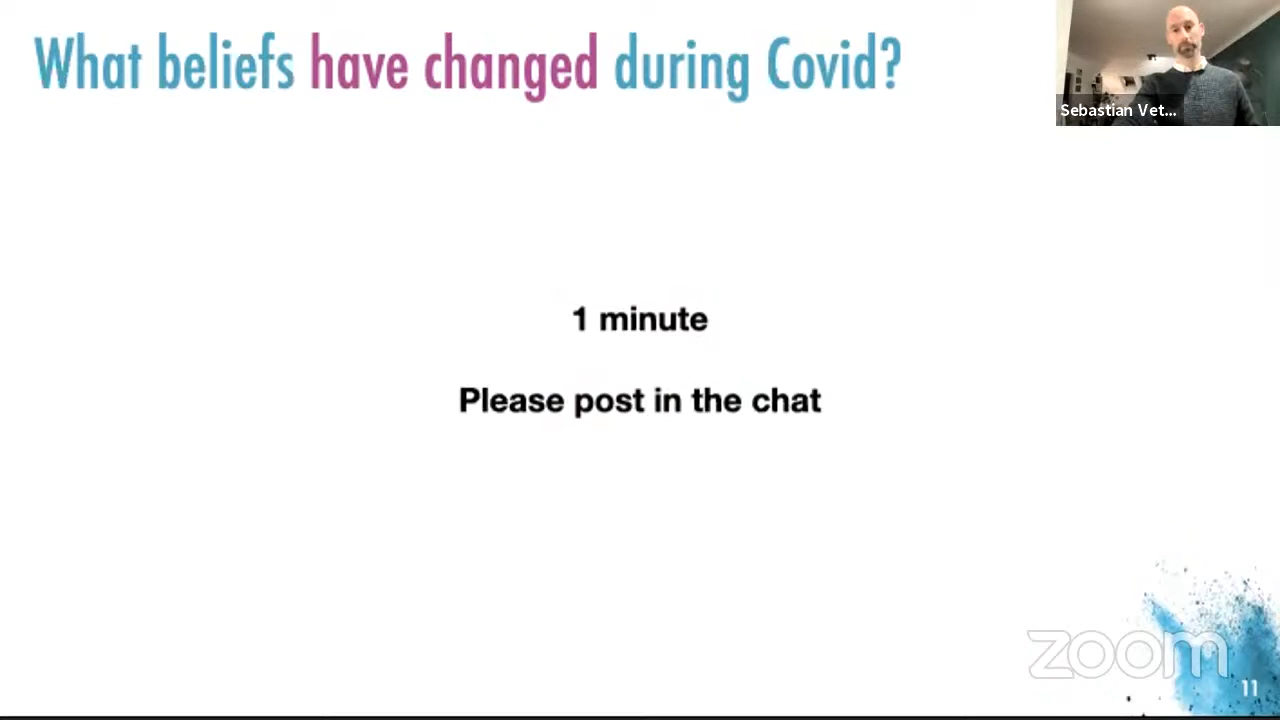 What beliefs have changed during Covid?
Sebastian Vet...
1 minute
Please post in the chat
zoom
11